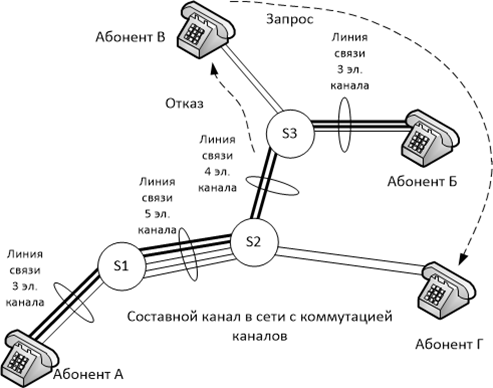 Абонент В
Запрос
Линия
связи
3 эл.
канала
Отказ
S3
Линия
связи
4 эл.
канала
Абонент Б
Линия
связи
5 эл.
канала
S2
S1
Линия
связи
3 эл.
канала
Составной канал в сети с коммутацией
каналов
Абонент Г
Абонент А